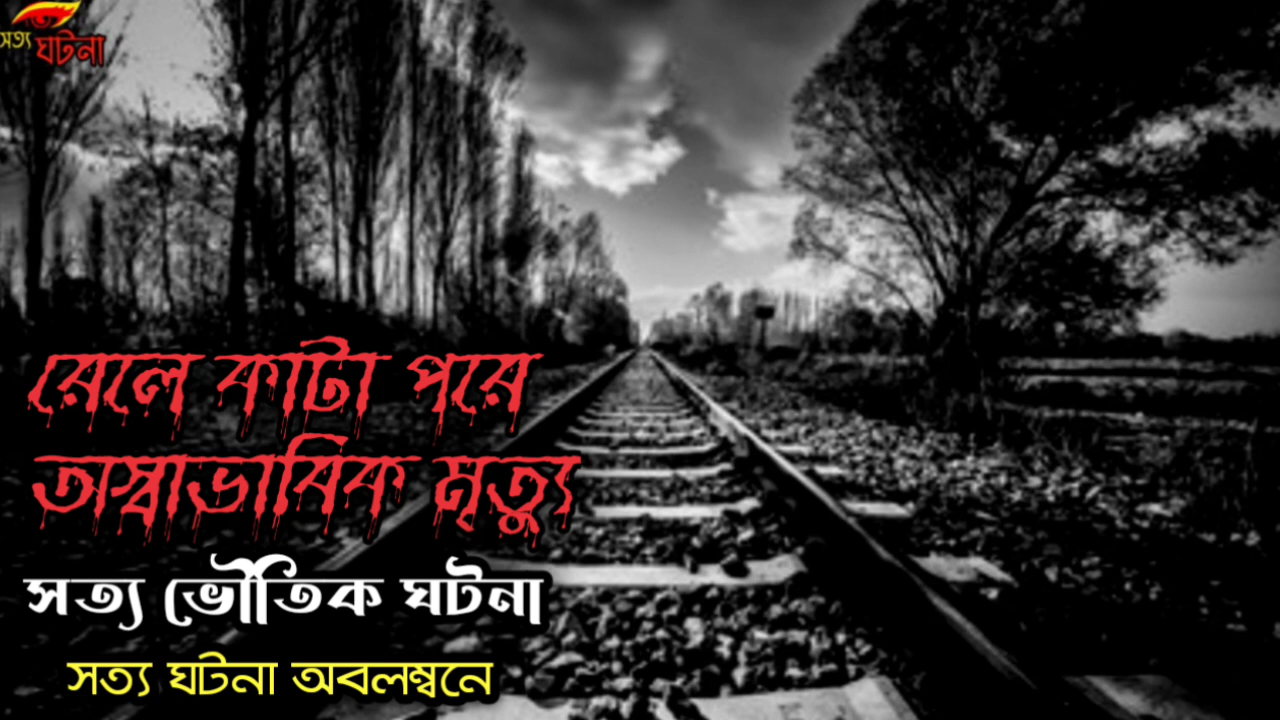 সত্য
ঘটনা
রেলে কাটা পরে
অস্বাভাবিক মৃত্যু
সত্য ভৌতিক ঘটনা
সত্য ঘটনা অবলম্বনে